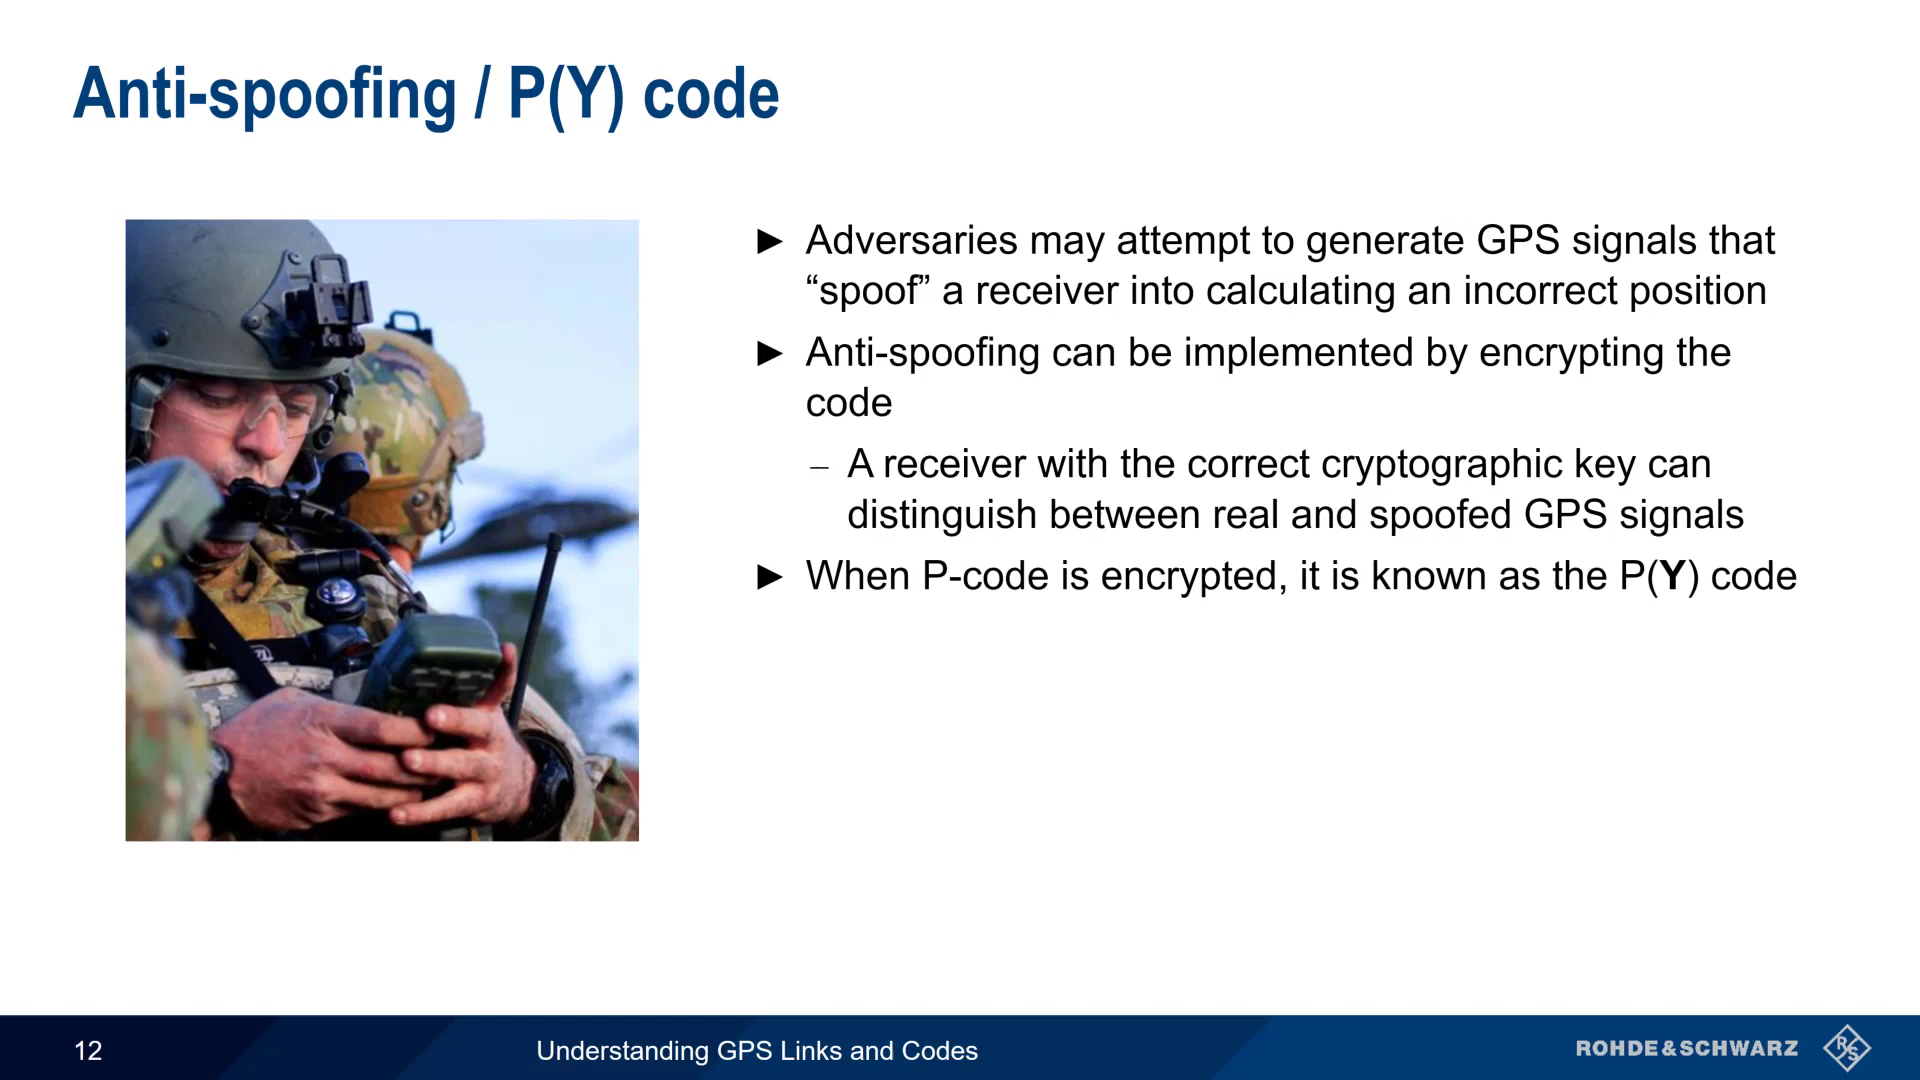 Anti-spoofing / P(Y) code
► Adversaries may attempt to generate GPS signals that
“spoof” a receiver into calculating an incorrect position
► Anti-spoofing can be implemented by encrypting the
code
– A receiver with the correct cryptographic key can
distinguish between real and spoofed GPS signals
► When P-code is encrypted, it is known as the P(Y) code
12
Understanding GPS Links and Codes
ROHDE&SCHWARZ
R&S